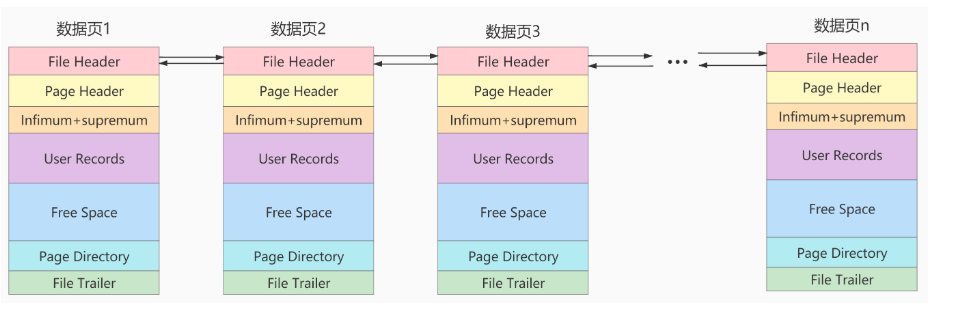 数据页1
File Header
Page Header
Infimum+supremum
User Records
Free Space
Page Directory
File Trailer
数据页2
File Header
Page Header
Infimum+supremum
User Records
Free Space
Page Directory
File Trailer
数据页3
File Header
Page Header
Infimum+supremum
User Records
Free Space
Page Directory
File Trailer
...
数据页n
File Header
Page Header
Infimum+supremum
User Records
Free Space
Page Directory
File Trailer